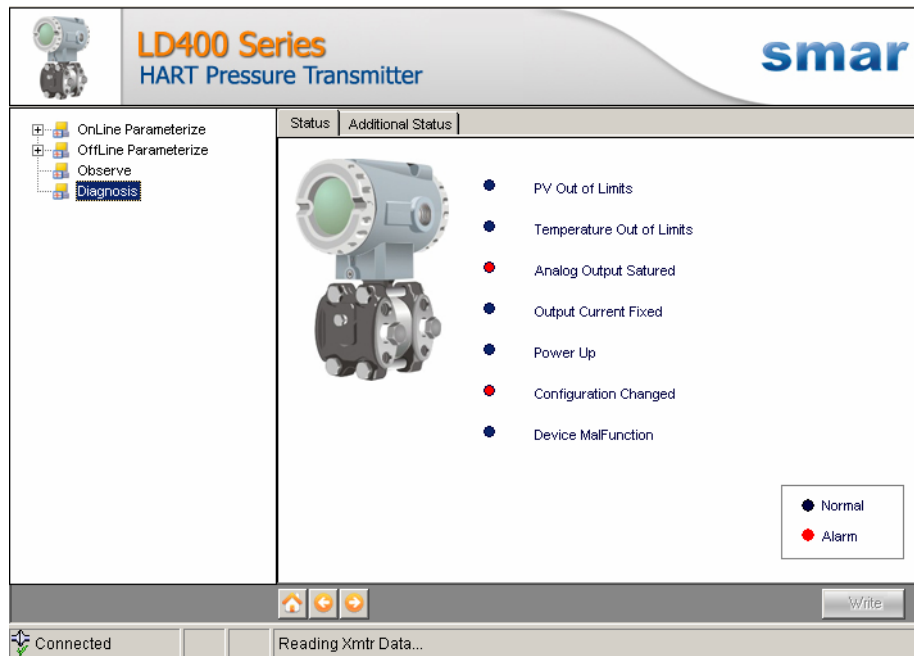 LD400 Series
HART Pressure Transmitter
smar
OnLine Parameterize
OffLine Parameterize
Observe
Diagnosis
Status
Additional Status
PV Out of Limits
Temperature Out of Limits
Analog Output Satured
Output Current Fixed
Power Up
Configuration Changed
Device MalFunction
Normal
Alarm
Write
Connected
Reading Xmtr Data...